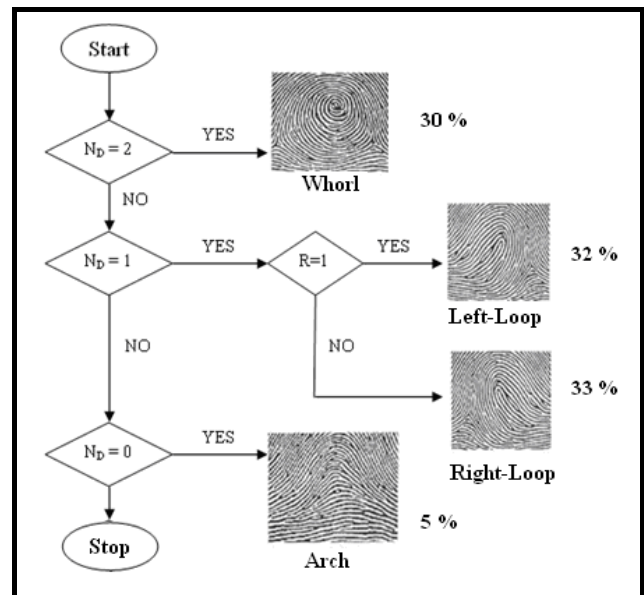 Start
N_D = 2
YES
30 %
Whorl
NO
N_D = 1
YES
R=1
YES
32 %
Left-Loop
NO
NO
33 %
Right-Loop
N_D = 0
YES
5 %
Arch
Stop